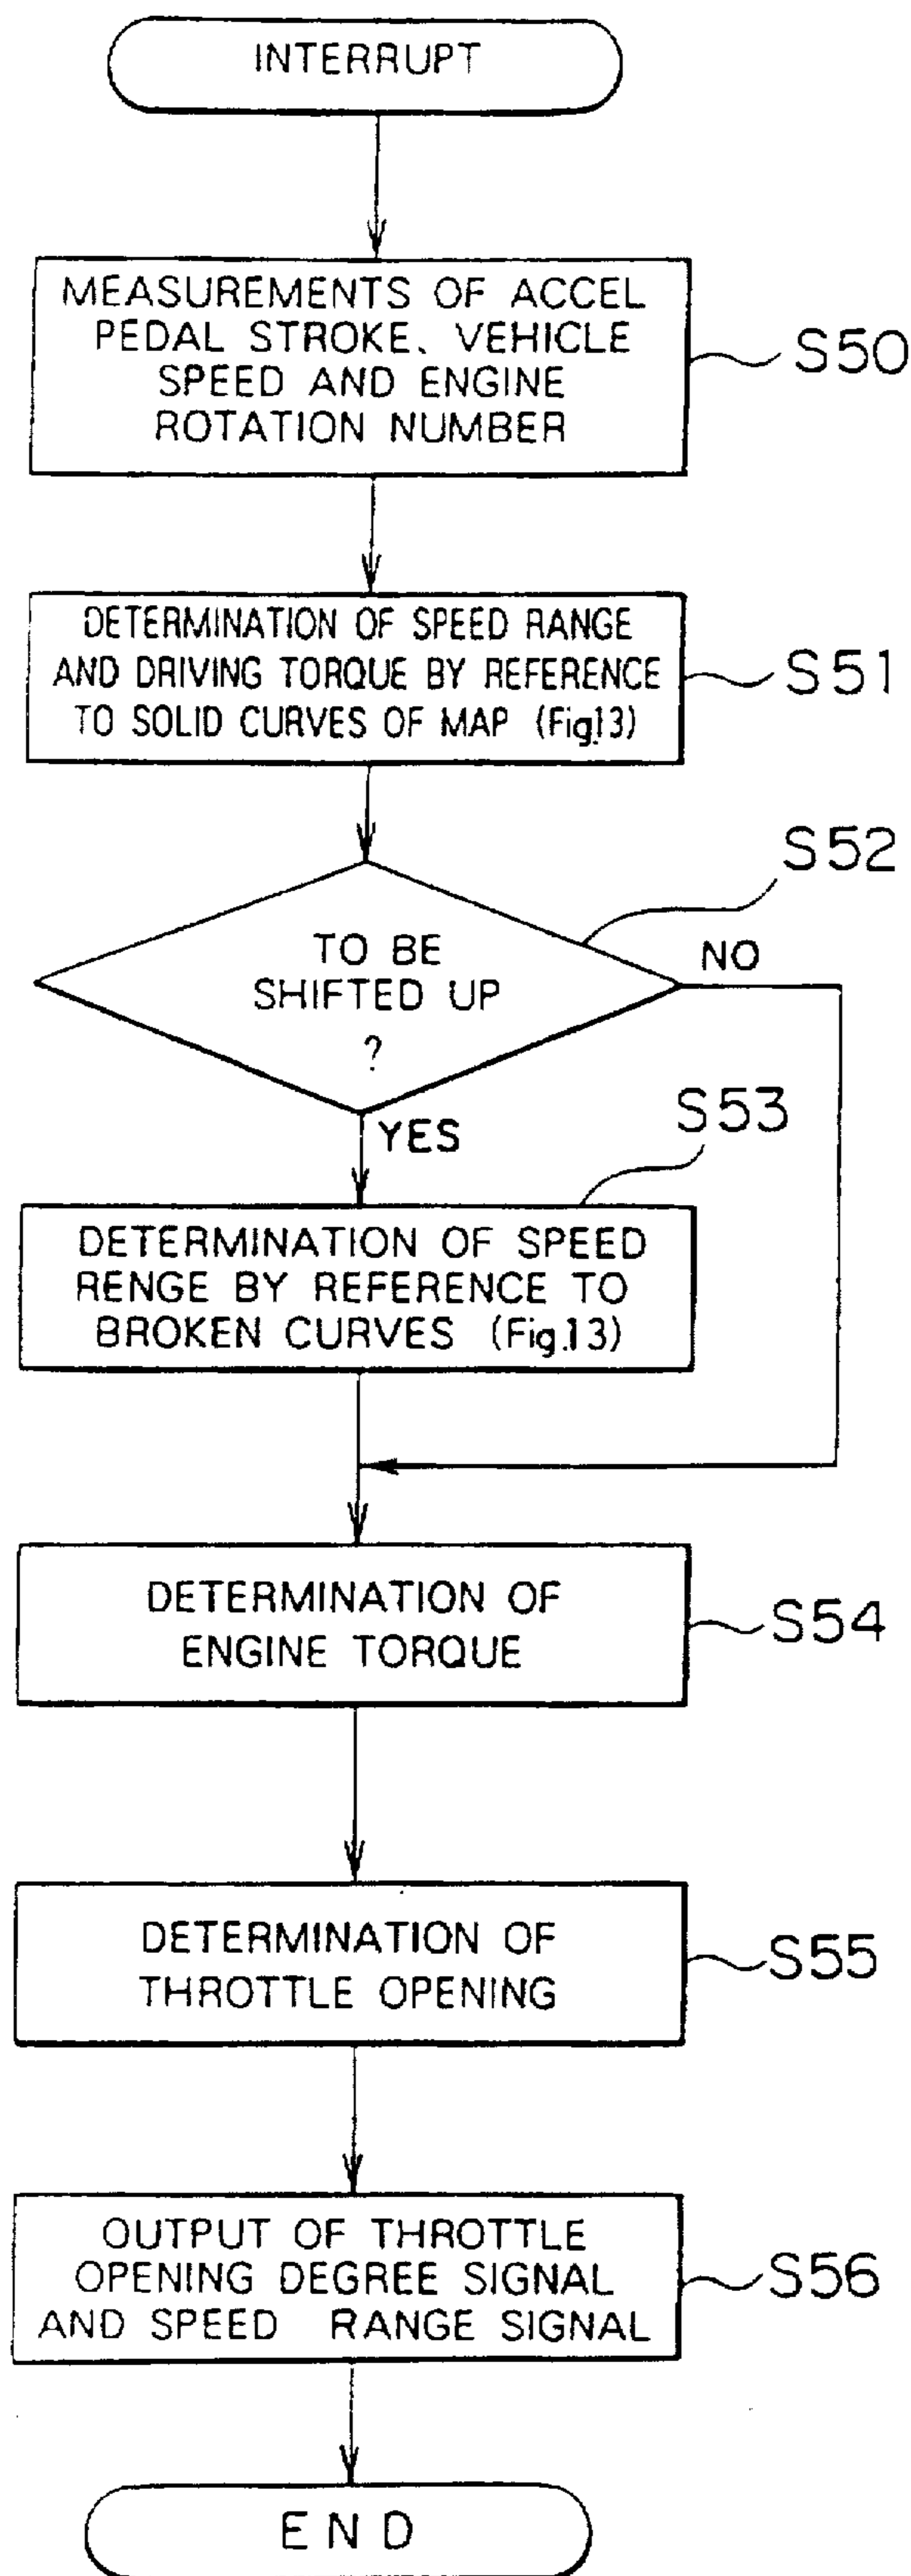 INTERRUPT
MEASUREMENTS OF ACCEL
PEDAL STROKE, VEHICLE
SPEED AND ENGINE
ROTATION NUMBER
S50
DETERMINATION OF SPEED RANGE
AND DRIVING TORQUE BY REFERENCE
TO SOLID CURVES OF MAP (Fig.13)
S51
S52
TO BE
SHIFTED UP
?
NO
YES
S53
DETERMINATION OF SPEED
RENGE BY REFERENCE TO
BROKEN CURVES (Fig.13)
DETERMINATION OF
ENGINE TORQUE
S54
DETERMINATION OF
THROTTLE OPENING
S55
OUTPUT OF THROTTLE
OPENING DEGREE SIGNAL
AND SPEED RANGE SIGNAL
S56
END